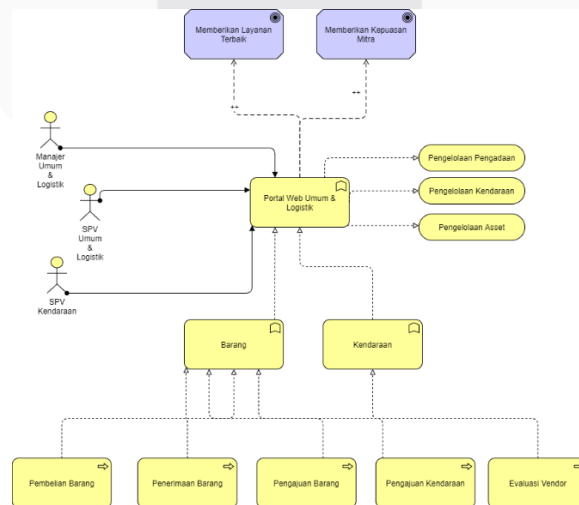 Memberikan Layanan
Terbaik
Memberikan Kepuasan
Mitra
++
++
Manajer
Umum
&
Logistik
Pengelolaan Pengadaan
Portal Web Umum &
Logistik
Pengelolaan Kendaraan
SPV
Umum
&
Logistik
Pengelolaan Asset
SPV
Kendaraan
Barang
Kendaraan
Pembelian Barang
Penerimaan Barang
Pengajuan Barang
Pengajuan Kendaraan
Evaluasi Vendor